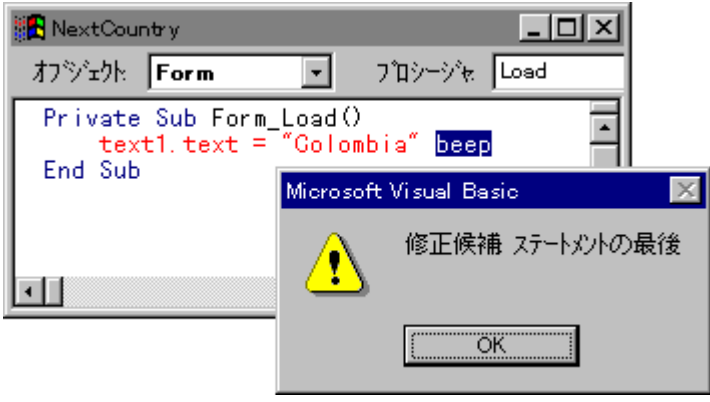 NextCountry
オブジェクト: Form プロシージャ: Load
Private Sub Form_Load()
text1.text = "Colombia" beep
End Sub
Microsoft Visual Basic
修正候補 ステートメントの最後
OK